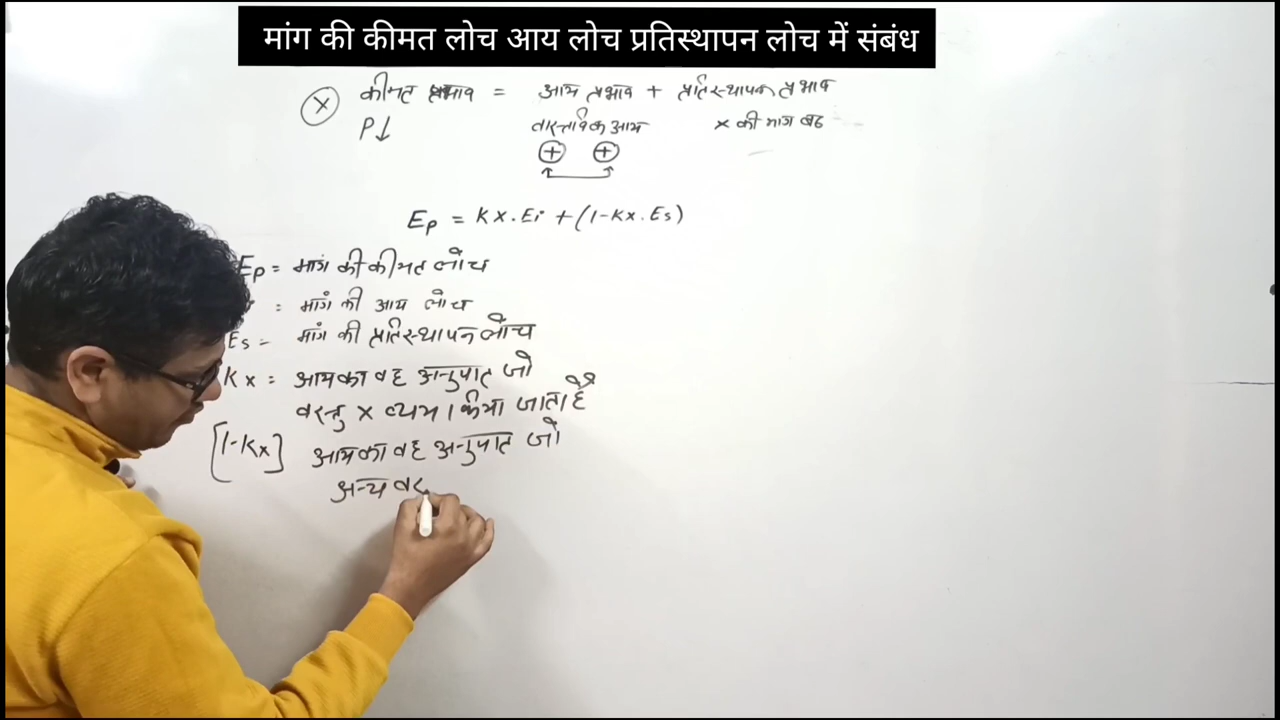 मांग की कीमत लोच आय लोच प्रतिस्थापन लोच में संबंध
X कीमत प्रभाव = आय प्रभाव + प्रतिस्थापन प्रभाव
P↓ वास्तविक आय X की मांग बढ
+ +
Ep = Kx.Ei + (1-Kx.Es)
Ep = मांग की कीमत लोच
= मांग की आय लोच
Es = मांग की प्रतिस्थापन लोच
Kx = आय का वह अनुपात जो
वस्तु X व्यय। किया जाता है
[1-Kx] आय का वह अनुपात जो
अन्य वस